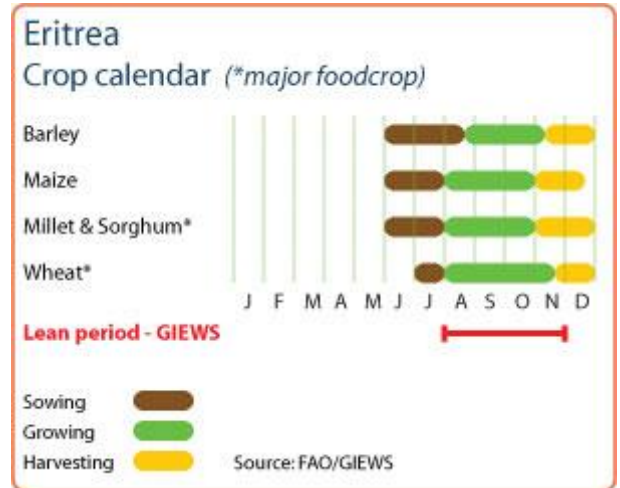 Eritrea
Crop calendar (*major foodcrop)
Barley
Maize
Millet & Sorghum*
Wheat*
J F M A M J J A S O N D
Lean period - GIEWS
Sowing
Growing
Harvesting Source: FAO/GIEWS